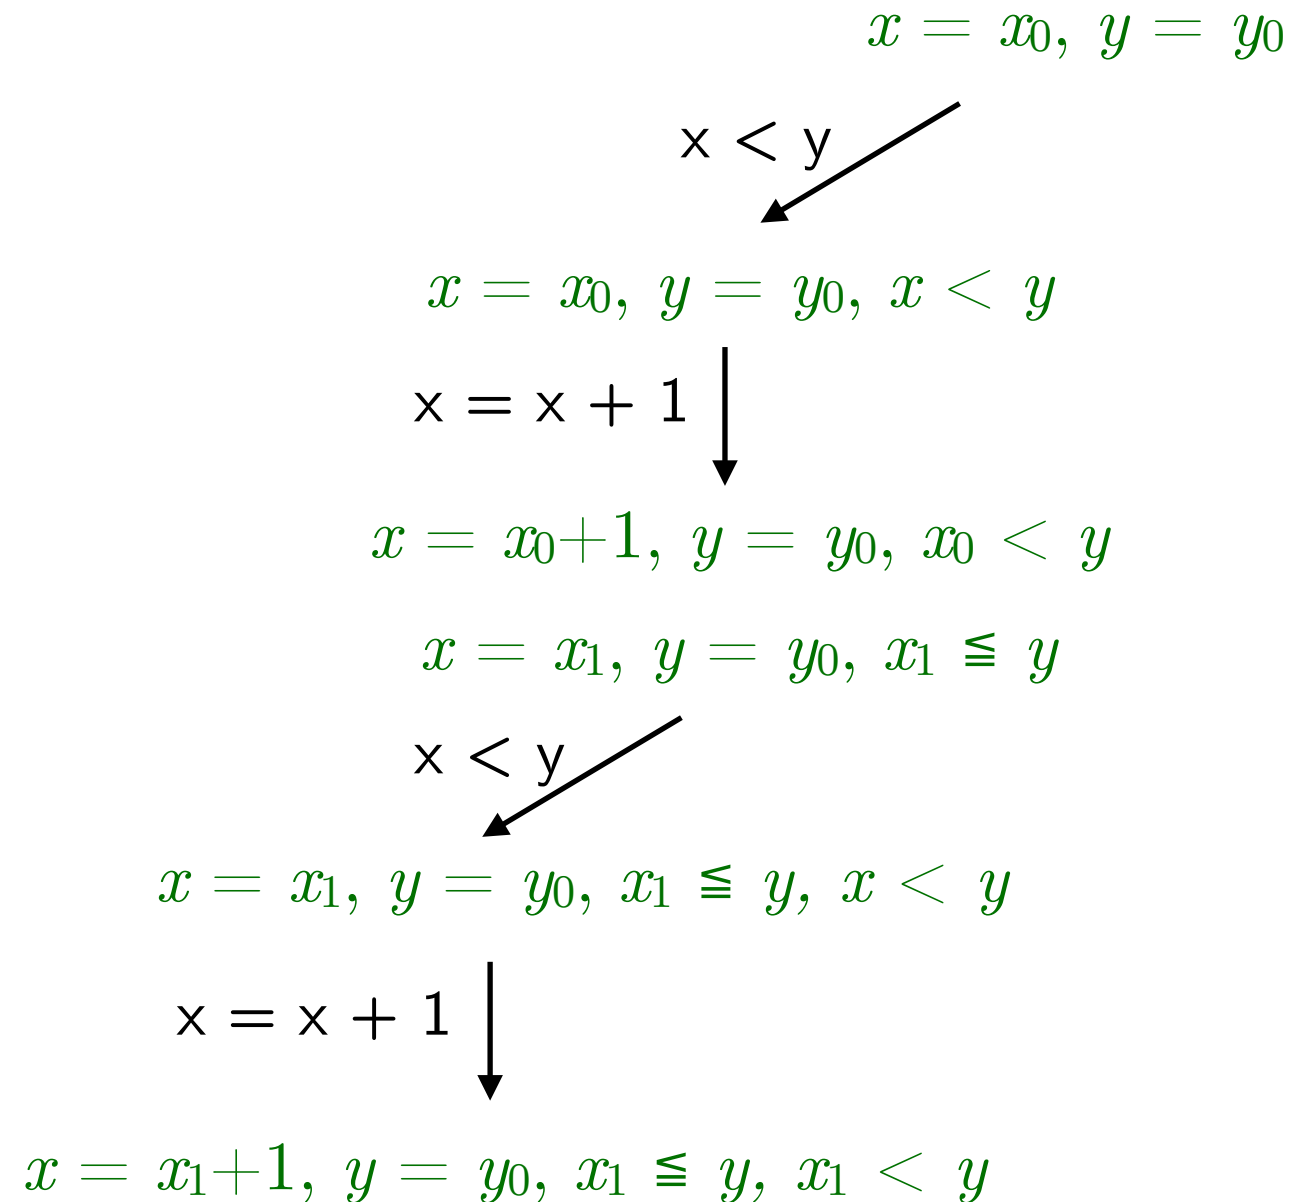 x = x₀, y = y₀
x < y
x = x₀, y = y₀, x < y
x = x + 1
x = x₀+1, y = y₀, x₀ < y
x = x₁, y = y₀, x₁ ≦ y
x < y
x = x₁, y = y₀, x₁ ≦ y, x < y
x = x + 1
x = x₁+1, y = y₀, x₁ ≦ y, x₁ < y